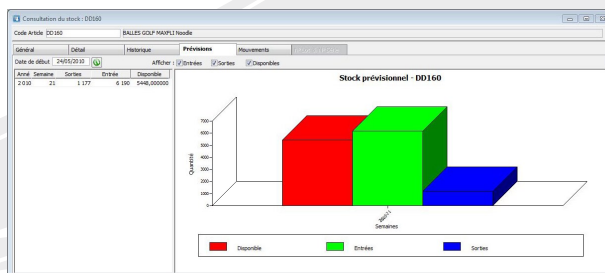 Consultation du stock : DD160
Code Article DD160 BALLES GOLF MAXFLI Noodle
Général Détail Historique Prévisions Mouvements
Date de début 24/05/2010 Afficher : Entrées Sorties Disponibles
Anné Semaine Sorties Entrée Disponible
2 010 21 1 177 6 190 5448,000000
Stock prévisionnel - DD160
7000
6000
5000
4000
3000
2000
1000
0
Quantité
Semaines
Disponible Entrées Sorties